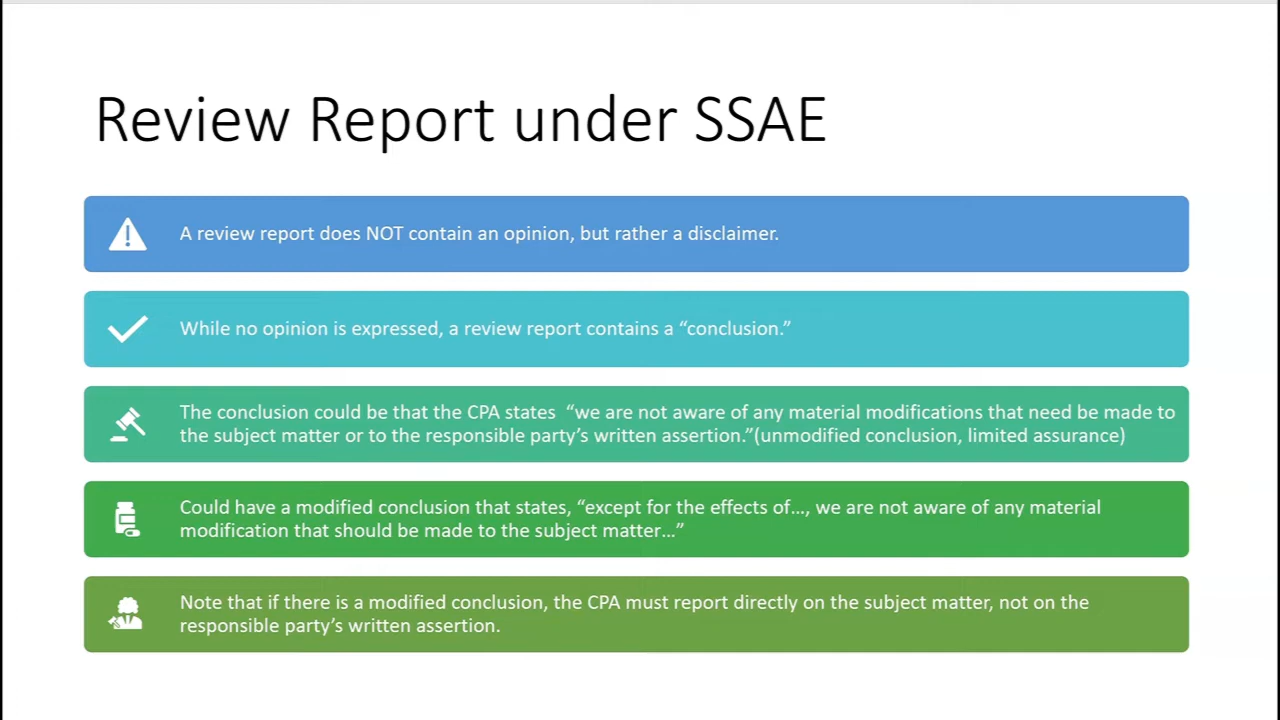 Review Report under SSAE
A review report does NOT contain an opinion, but rather a disclaimer.
While no opinion is expressed, a review report contains a “conclusion.”
The conclusion could be that the CPA states  “we are not aware of any material modifications that need be made to
the subject matter or to the responsible party’s written assertion.”(unmodified conclusion, limited assurance)
Could have a modified conclusion that states, “except for the effects of…, we are not aware of any material
modification that should be made to the subject matter…”
Note that if there is a modified conclusion, the CPA must report directly on the subject matter, not on the
responsible party’s written assertion.